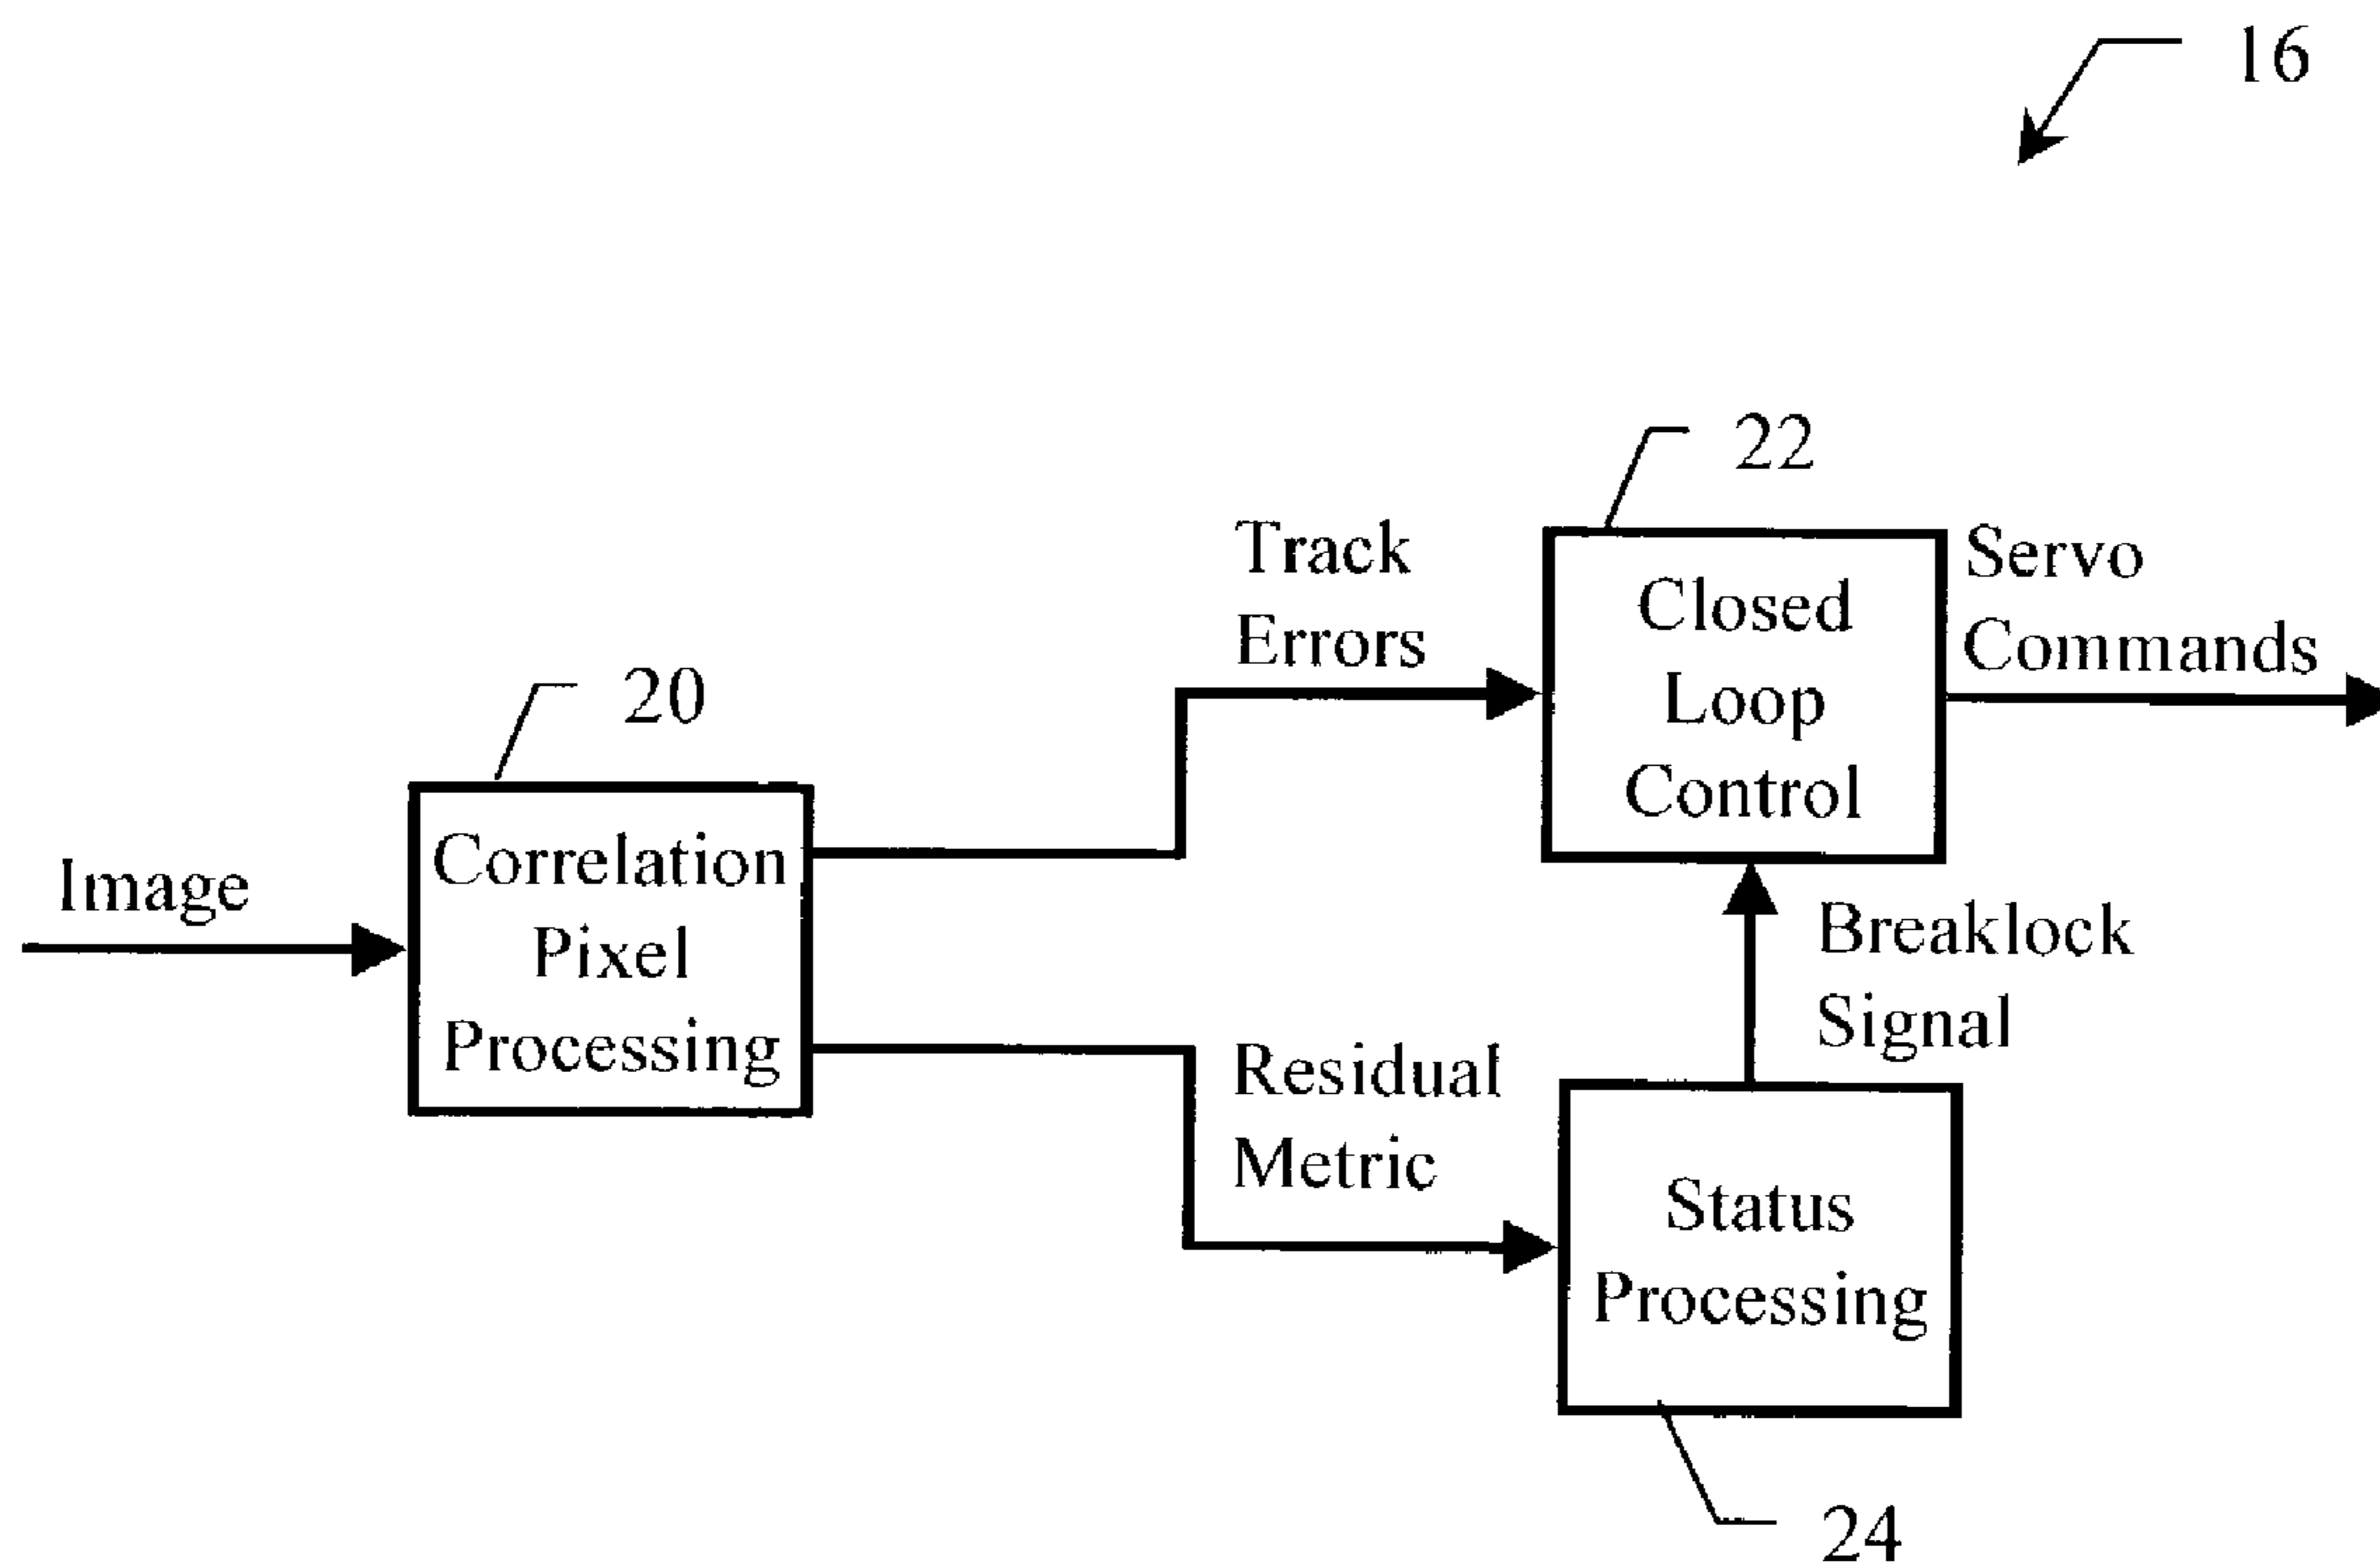 16
22
Track
Errors
Closed
Loop
Control
Servo
Commands
20
Image
Correlation
Pixel
Processing
Breaklock
Signal
Residual
Metric
Status
Processing
24